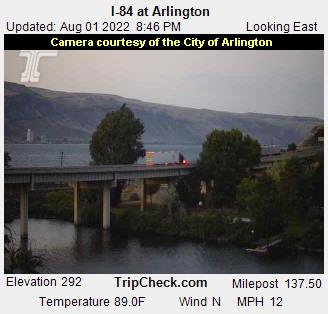 I-84 at Arlington
Updated: Aug 01 2022 8:46 PM Looking East
Camera courtesy of the City of Arlington
Elevation 292 TripCheck.com Milepost 137.50
Temperature 89.0F Wind N MPH 12